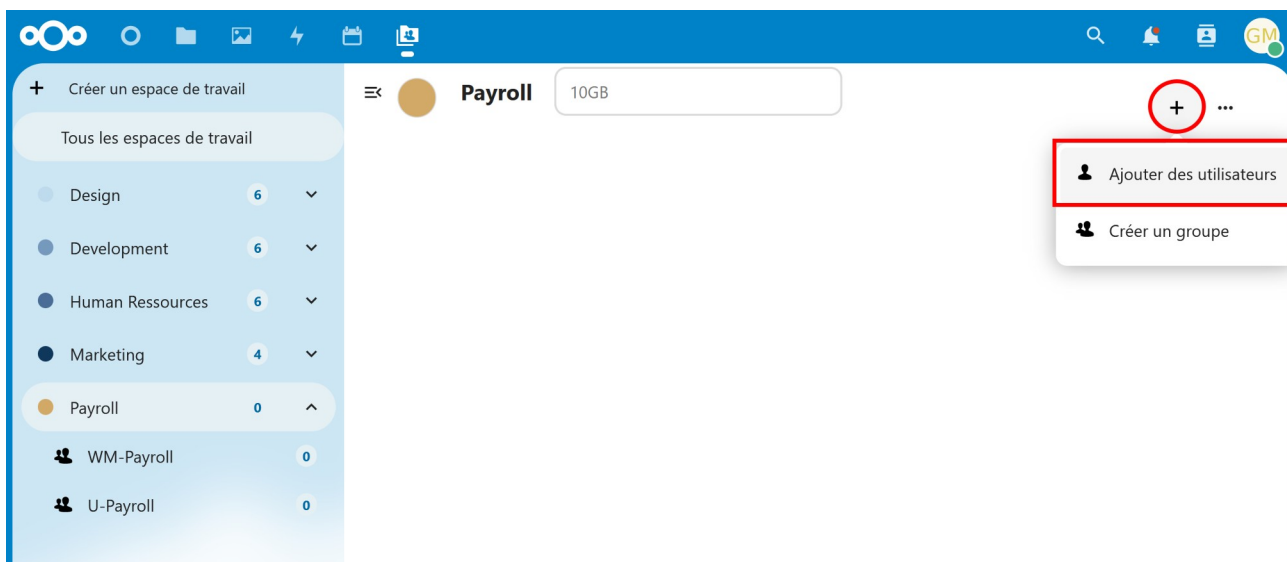 GM
+ Créer un espace de travail
Payroll
10GB
+ ...
Tous les espaces de travail
Ajouter des utilisateurs
Design 6
Créer un groupe
Development 6
Human Ressources 6
Marketing 4
Payroll 0
WM-Payroll 0
U-Payroll 0